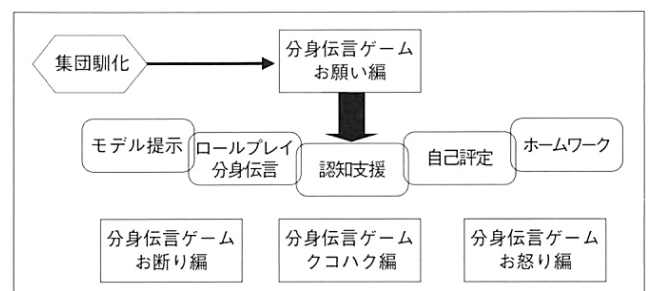 集団馴化
分身伝言ゲーム
お願い編
モデル提示
ロールプレイ
分身伝言
認知支援
自己評定
ホームワーク
分身伝言ゲーム
お断り編
分身伝言ゲーム
クコハク編
分身伝言ゲーム
お怒り編